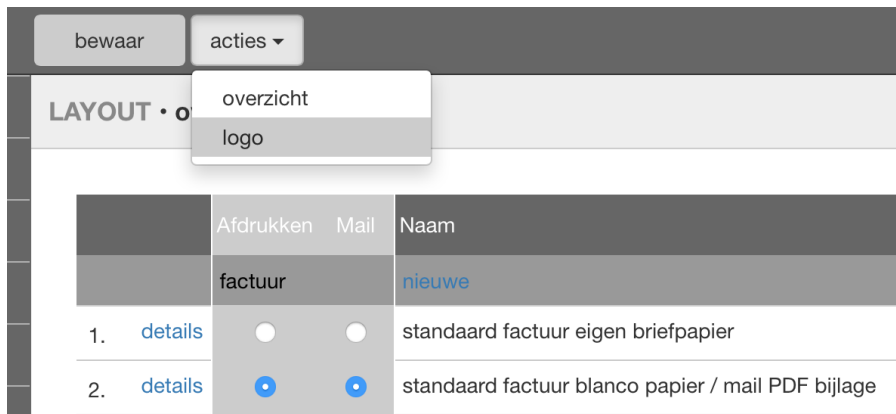 bewaar acties
overzicht
LAYOUT • o
logo
Afdrukken Mail Naam
factuur nieuwe
1. details standaard factuur eigen briefpapier
2. details standaard factuur blanco papier / mail PDF bijlage